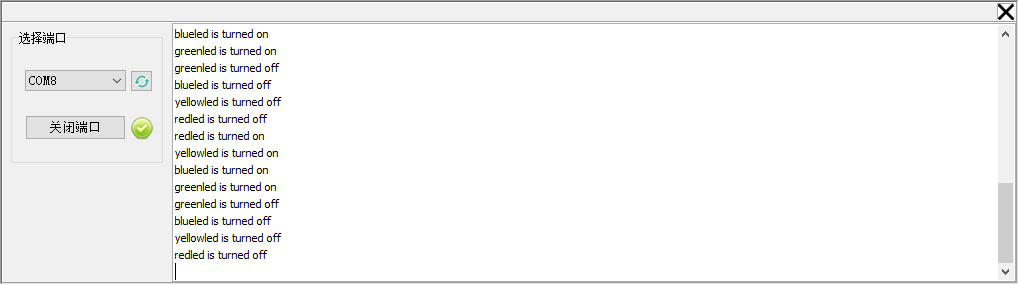 选择端口
COM8
关闭端口
blueled is turned on
greenled is turned on
greenled is turned off
blueled is turned off
yellowled is turned off
redled is turned off
redled is turned on
yellowled is turned on
blueled is turned on
greenled is turned on
greenled is turned off
blueled is turned off
yellowled is turned off
redled is turned off